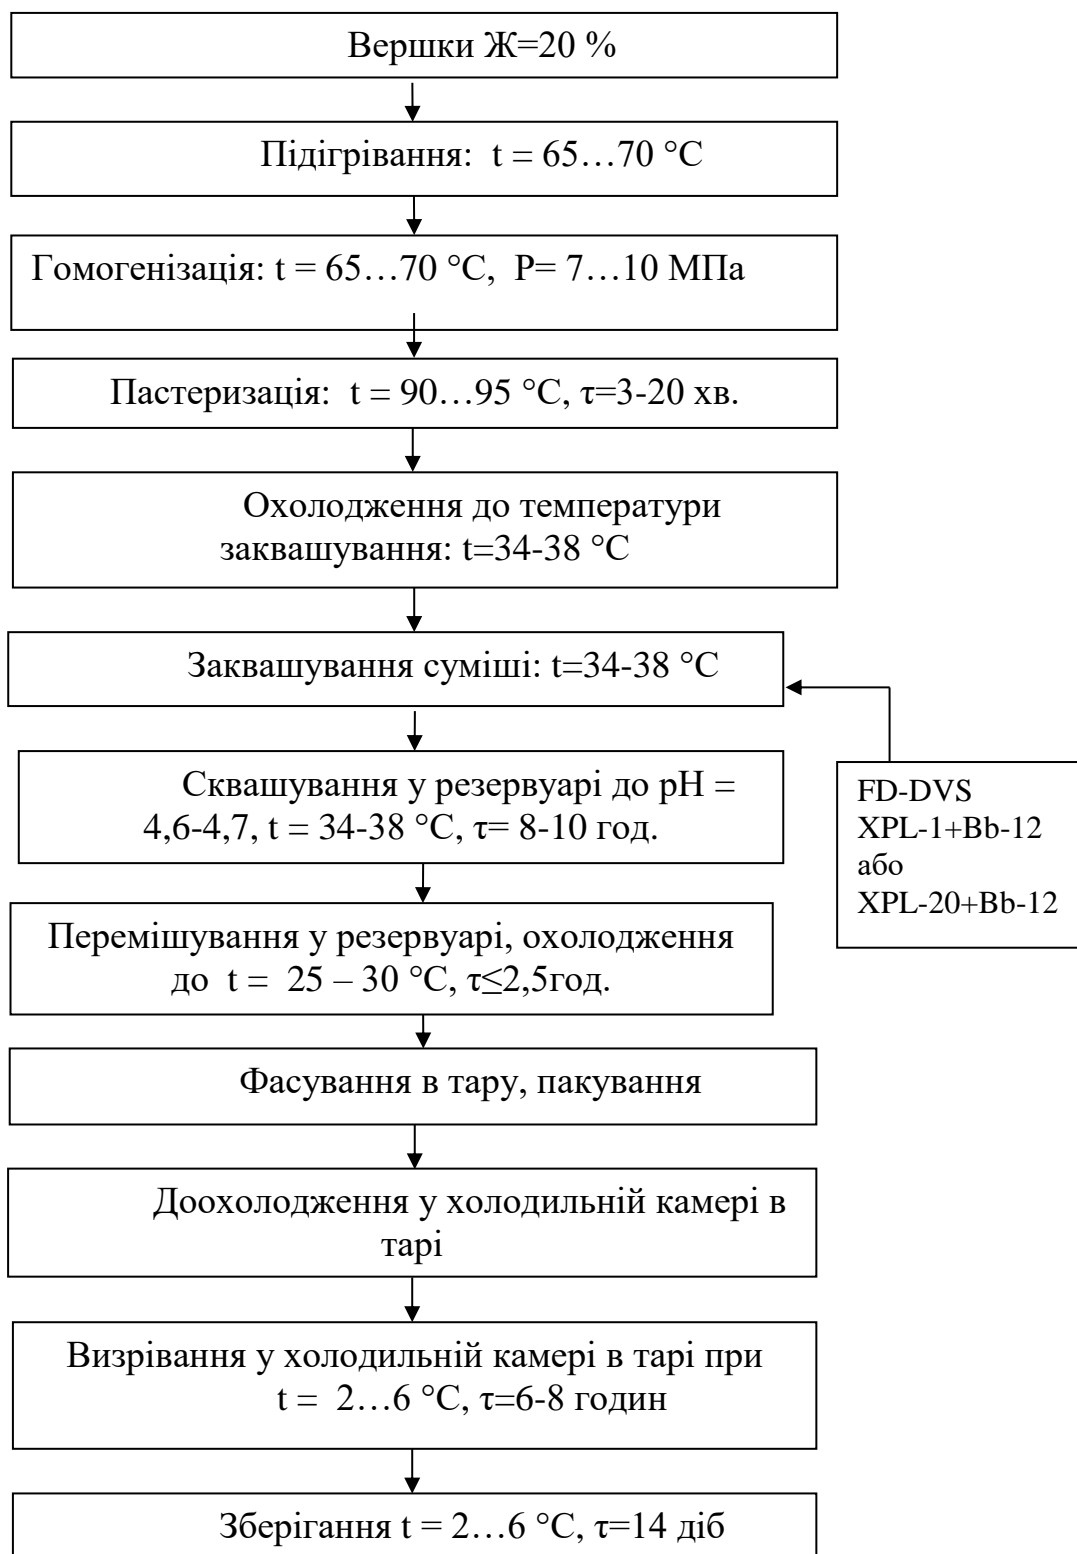 Вершки Ж=20 %
Підігрівання: t = 65…70 °С
Гомогенізація: t = 65…70 °С, Р= 7…10 МПа
Пастеризація: t = 90…95 °С, τ=3-20 хв.
Охолодження до температури
заквашування: t=34-38 °С
Заквашування суміші: t=34-38 °С
FD-DVS
XPL-1+Bb-12
або
XPL-20+Bb-12
Сквашування у резервуарі до рН =
4,6-4,7, t = 34-38 °С, τ= 8-10 год.
Перемішування у резервуарі, охолодження
до t = 25 – 30 °С, τ≤2,5год.
Фасування в тару, пакування
Доохолодження у холодильній камері в
тарі
Визрівання у холодильній камері в тарі при
t = 2…6 °С, τ=6-8 годин
Зберігання t = 2…6 °С, τ=14 діб